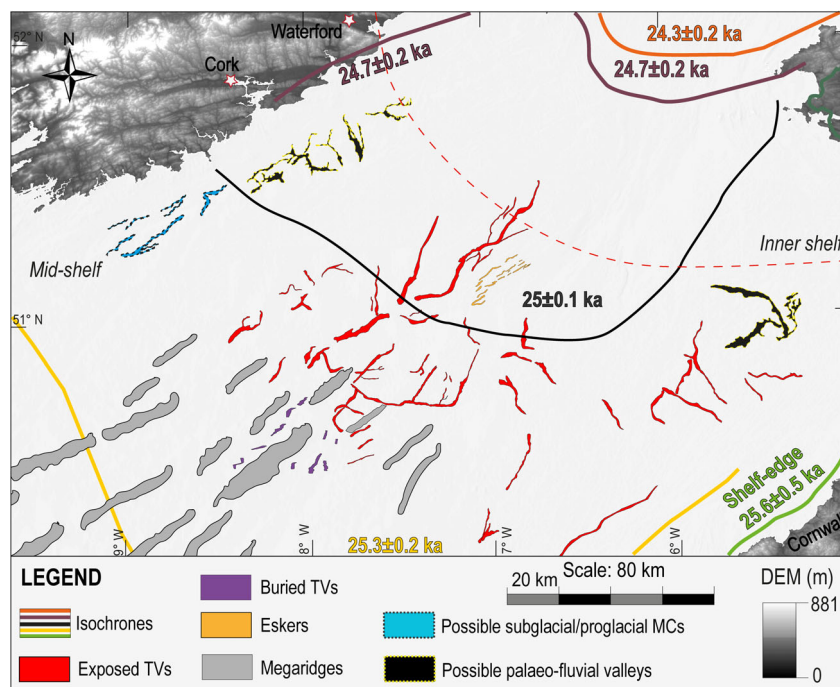 52° N
N
Waterford
Cork
24.7±0.2 ka
24.3±0.2 ka
24.7±0.2 ka
Mid-shelf
Inner shelf
25±0.1 ka
51° N
Shelf-edge
25.6±0.5 ka
Cornwal
9° W
8° W
7° W
6° W
25.3±0.2 ka
LEGEND
Isochrones
Exposed TVs
Buried TVs
Eskers
Megaridges
Scale: 80 km
20 km
Possible subglacial/proglacial MCs
Possible palaeo-fluvial valleys
DEM (m)
881
0